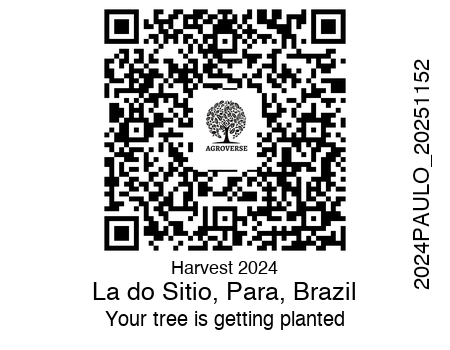 AGROVERSE
Harvest 2024
La do Sitio, Para, Brazil
Your tree is getting planted
2024PAULO_20251152